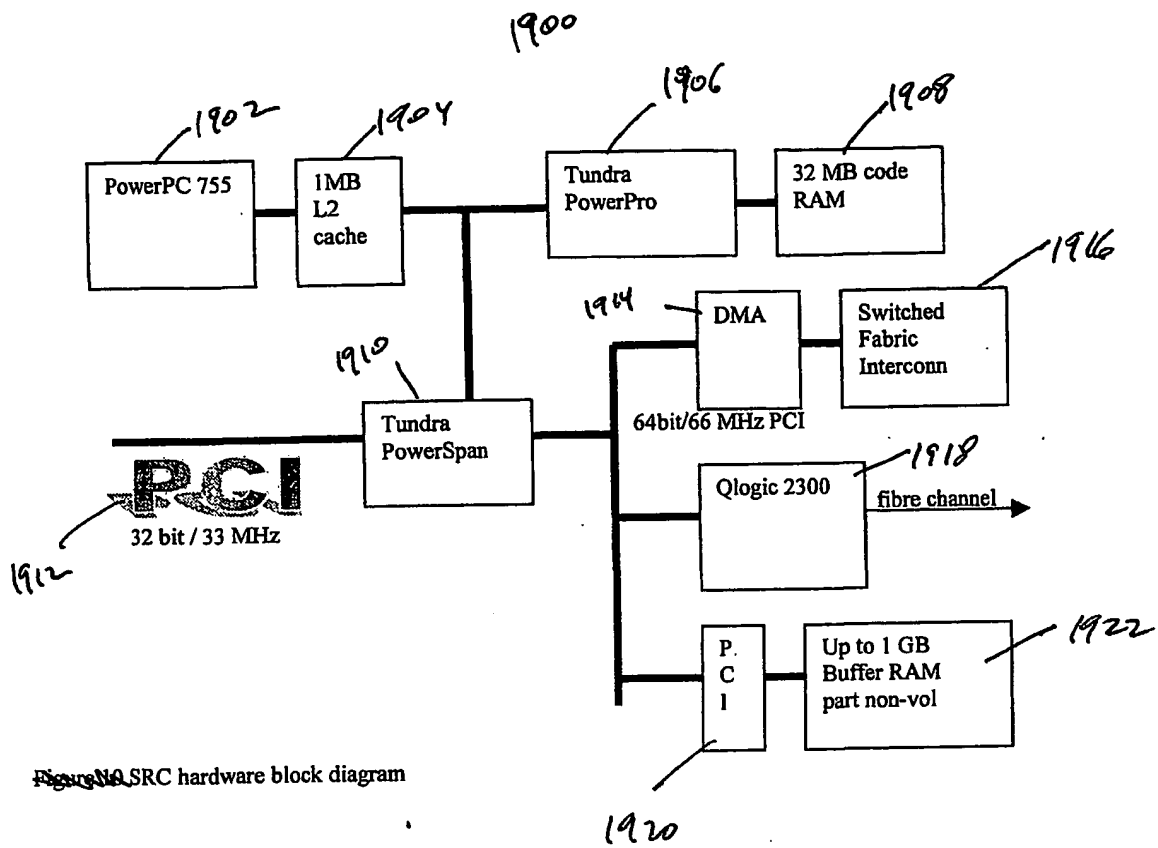 1900
1902
1904
1906
1908
PowerPC 755
1MB
L2
cache
Tundra
PowerPro
32 MB code
RAM
1916
1914
DMA
Switched
Fabric
Interconn
1910
Tundra
PowerSpan
64bit/66 MHz PCI
PCI
32 bit / 33 MHz
1912
1918
Qlogic 2300
fibre channel
P.
C
I
Up to 1 GB
Buffer RAM
part non-vol
1922
SRC hardware block diagram
1920